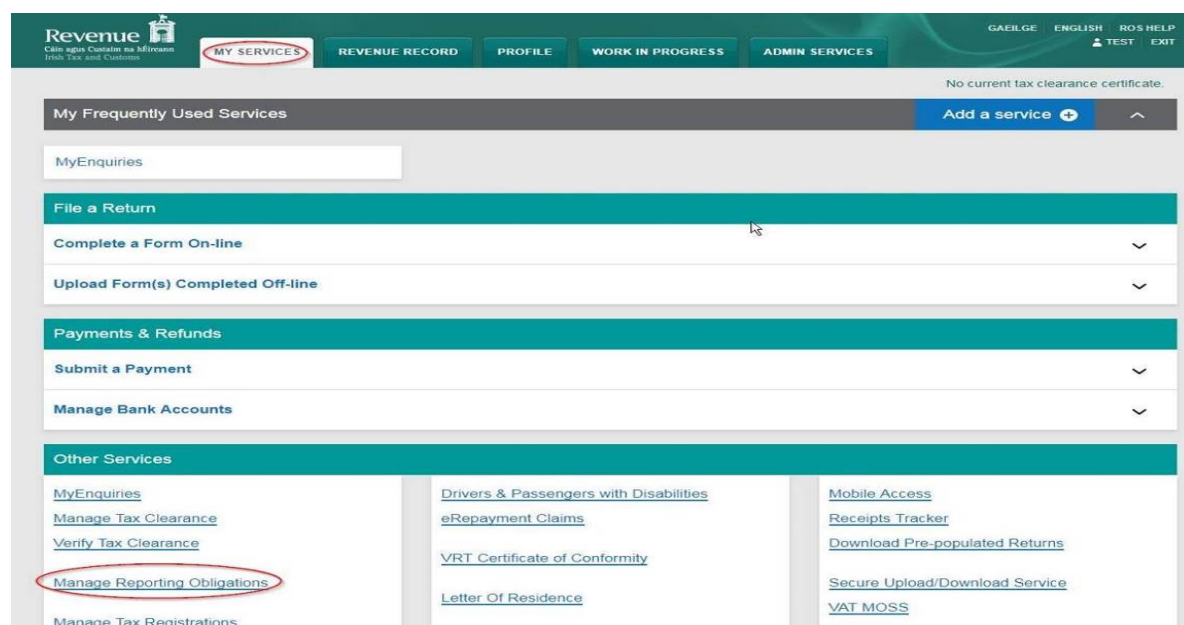 Revenue
Cáin agus Custaim na hÉireann
Irish Tax and Customs
MY SERVICES
REVENUE RECORD
PROFILE
WORK IN PROGRESS
ADMIN SERVICES
GAEILGE ENGLISH ROS HELP
TEST EXIT
No current tax clearance certificate.
My Frequently Used Services
Add a service
MyEnquiries
File a Return
Complete a Form On-line
Upload Form(s) Completed Off-line
Payments & Refunds
Submit a Payment
Manage Bank Accounts
Other Services
MyEnquiries
Manage Tax Clearance
Verify Tax Clearance
Manage Reporting Obligations
Manage Tax Registrations
Drivers & Passengers with Disabilities
eRepayment Claims
VRT Certificate of Conformity
Letter Of Residence
Mobile Access
Receipts Tracker
Download Pre-populated Returns
Secure Upload/Download Service
VAT MOSS